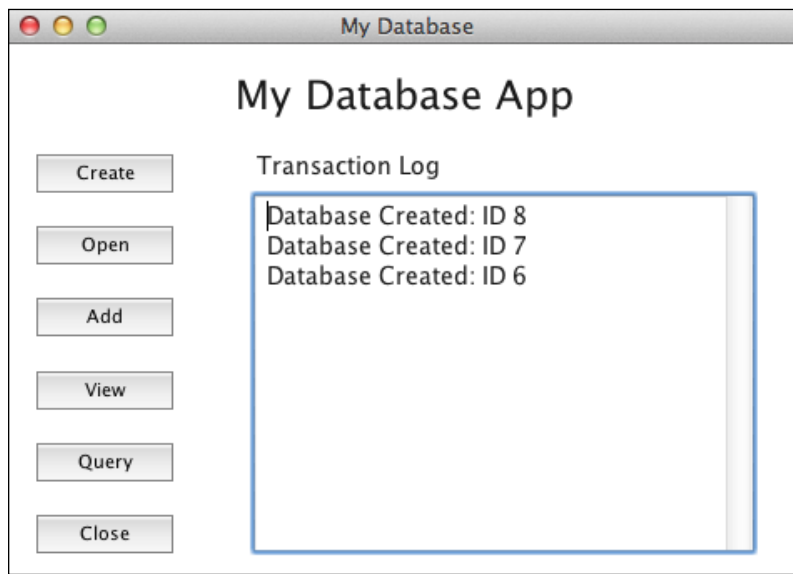 My Database
My Database App
Create
Open
Add
View
Query
Close
Transaction Log
Database Created: ID 8
Database Created: ID 7
Database Created: ID 6